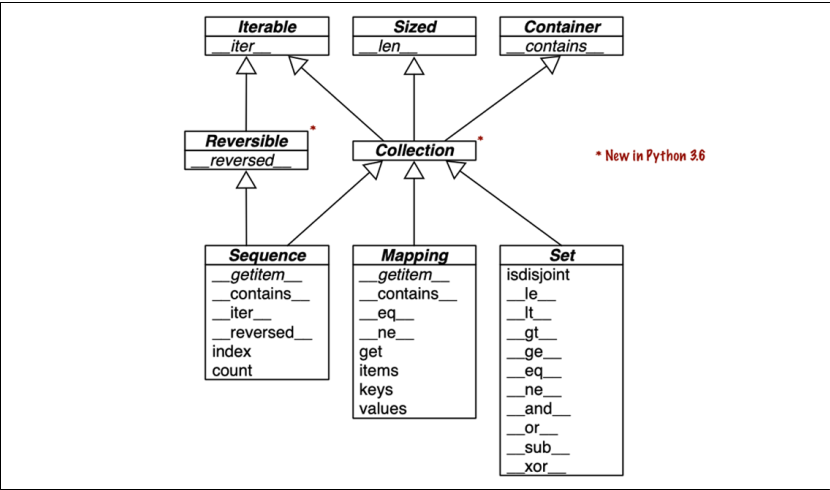 Iterable
__iter__
Sized
__len__
Container
__contains__
Reversible
__reversed__
*
Collection
*
* New in Python 3.6
Sequence
__getitem__
__contains__
__iter__
__reversed__
index
count
Mapping
__getitem__
__contains__
__eq__
__ne__
get
items
keys
values
Set
isdisjoint
__le__
__lt__
__gt__
__ge__
__eq__
__ne__
__and__
__or__
__sub__
__xor__